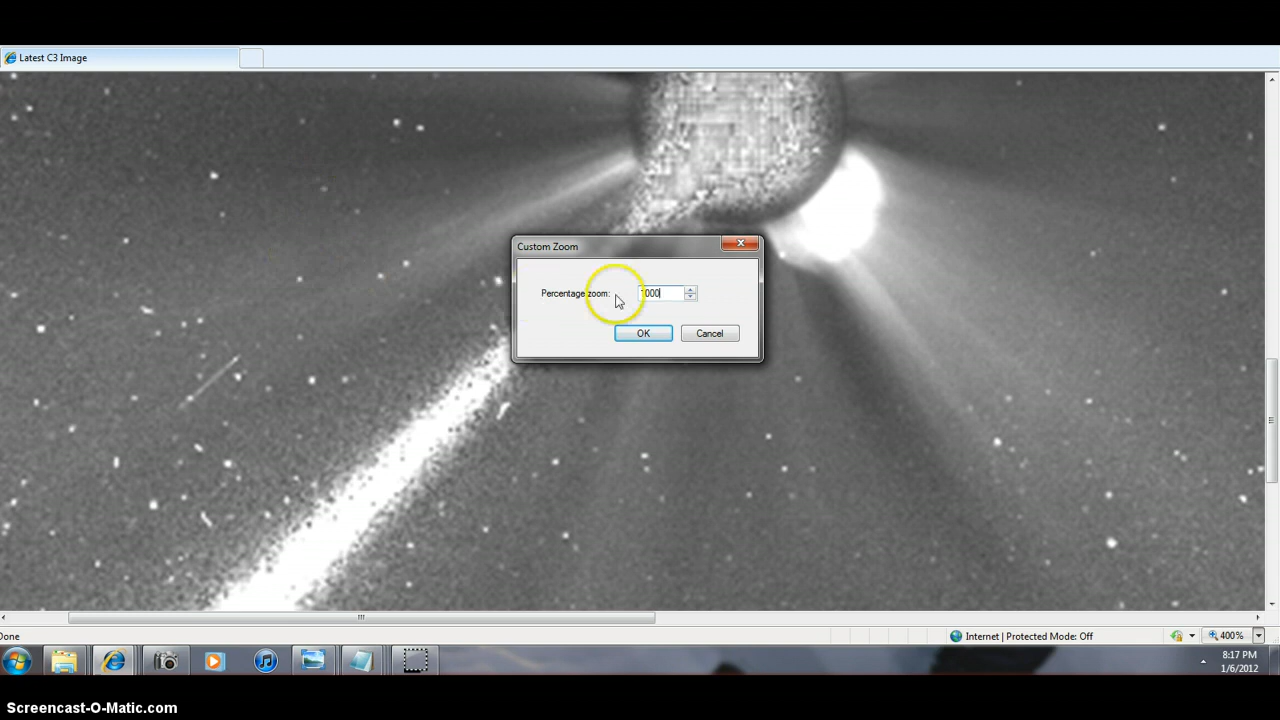 Latest C3 Image
Custom Zoom
Percentage zoom:
000
OK
Cancel
Done
Internet | Protected Mode: Off
400%
8:17 PM
1/6/2012
Screencast-O-Matic.com